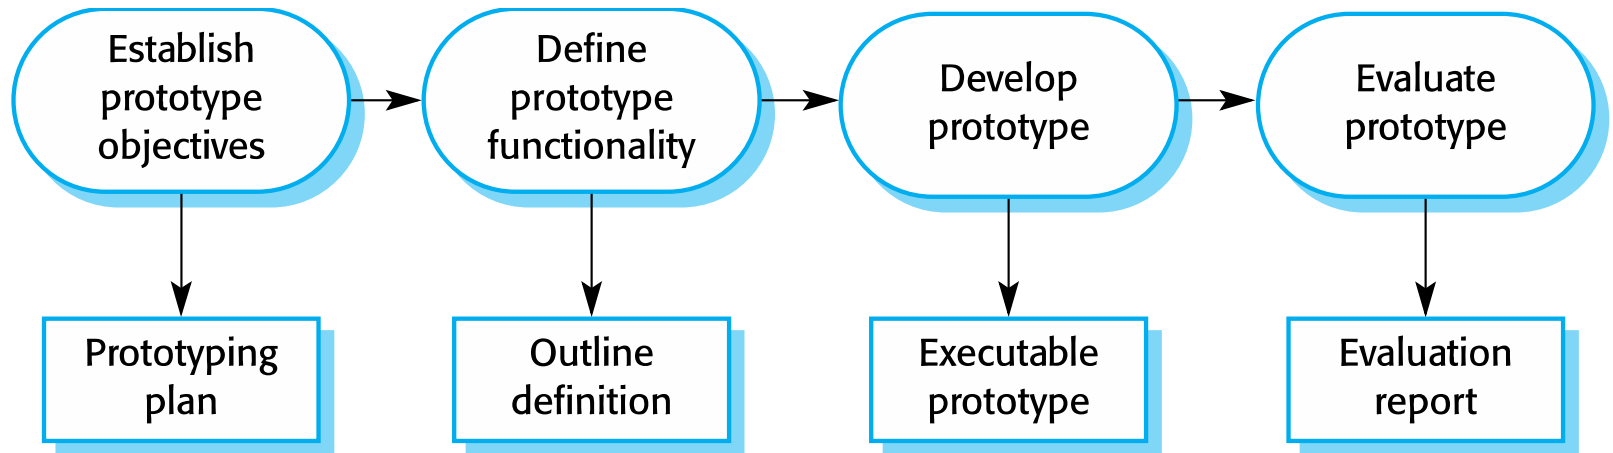 Establish
prototype
objectives
Define
prototype
functionality
Develop
prototype
Evaluate
prototype
Prototyping
plan
Outline
definition
Executable
prototype
Evaluation
report